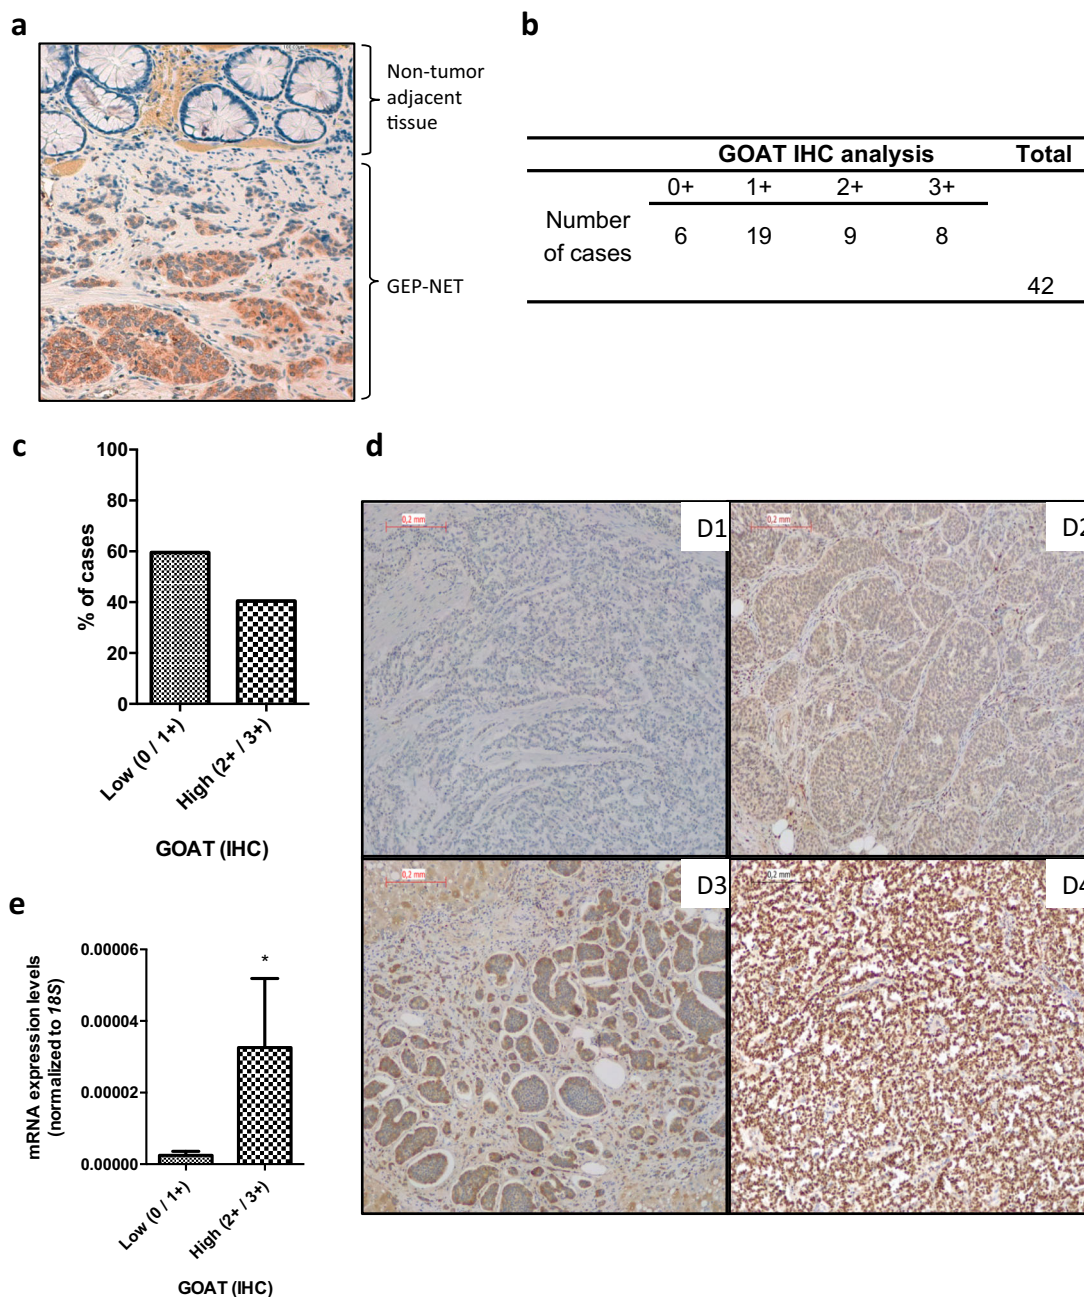 a
Non-tumor
adjacent
tissue
GEP-NET
b
GOAT IHC analysis Total
0+ 1+ 2+ 3+
Number
of cases
6 19 9 8
42
c
100
80
60
40
20
0
% of cases
Low (0 / 1+)
High (2+ / 3+)
GOAT (IHC)
d
0,2 mm
D1
0,2 mm
D2
0,2 mm
D3
0,2 mm
D4
e
0.00006
0.00004
0.00002
0.00000
mRNA expression levels
(normalized to 18S)
*
Low (0 / 1+)
High (2+ / 3+)
GOAT (IHC)